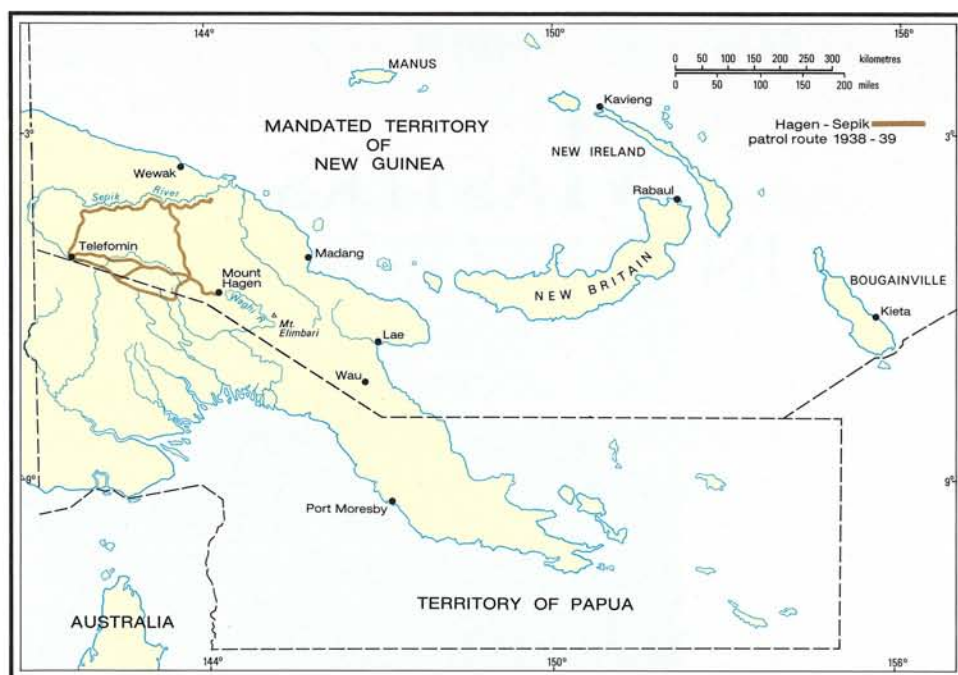 144°
150°
156°
0 50 100 150 200 250 300 kilometres
0 50 100 150 200 miles
MANUS
Kavieng
Hagen - Sepik
patrol route 1938 - 39
3°
3°
MANDATED TERRITORY
OF
NEW GUINEA
NEW IRELAND
Wewak
Sepik River
Rabaul
Telefomin
Madang
Mount
Hagen
NEW BRITAIN
BOUGAINVILLE
Waghi R.
Mt.
Elimbari
Kieta
Lae
Wau
9°
9°
Port Moresby
TERRITORY OF PAPUA
AUSTRALIA
144°
150°
156°